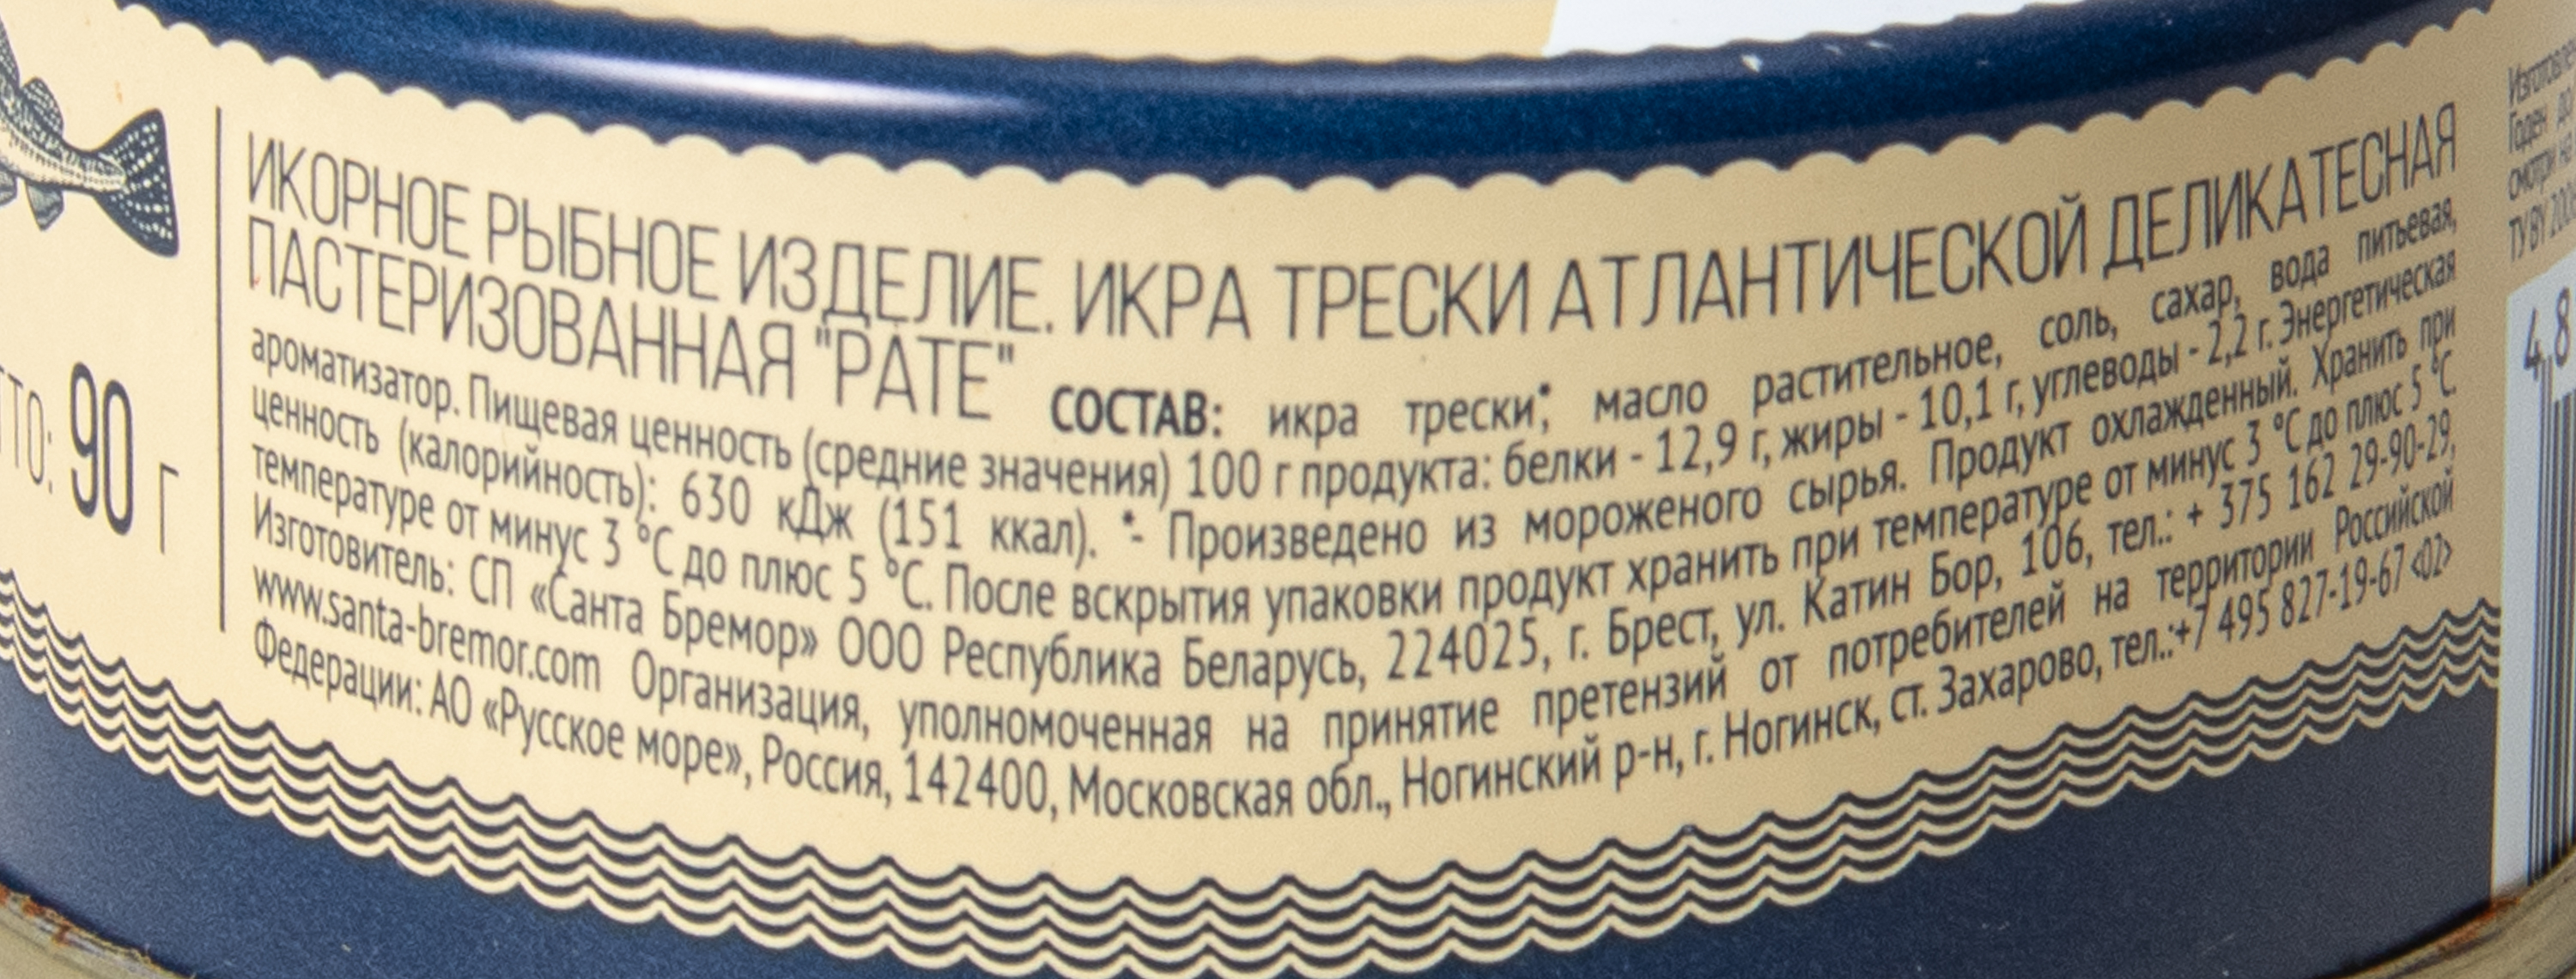 ИКОРНОЕ РЫБНОЕ ИЗДЕЛИЕ. ИКРА ТРЕСКИ АТЛАНТИЧЕСКОЙ ДЕЛИКАТЕСНАЯ
ПАСТЕРИЗОВАННАЯ "PATE" СОСТАВ: икра трески*, масло растительное, соль, сахар, вода питьевая,
ароматизатор. Пищевая ценность (средние значения) 100 г продукта: белки - 12,9 г, жиры - 10,1 г, углеводы - 2,2 г. Энергетическая
ценность (калорийность): 630 кДж (151 ккал). *- Произведено из мороженого сырья. Продукт охлажденный. Хранить при
температуре от минус 3 °С до плюс 5 °С. После вскрытия упаковки продукт хранить при температуре от минус 3 °С до плюс 5 °С.
Изготовитель: СП «Санта Бремор» ООО Республика Беларусь, 224025, г. Брест, ул. Катин Бор, 106, тел.: + 375 162 29-90-29,
www.santa-bremor.com Организация, уполномоченная на принятие претензий от потребителей на территории Российской
Федерации: АО «Русское море», Россия, 142400, Московская обл., Ногинский р-н, г. Ногинск, ст. Захарово, тел.:+7 495 827-19-67 <02>
90 г
Годен до
ТУ BY
4,8